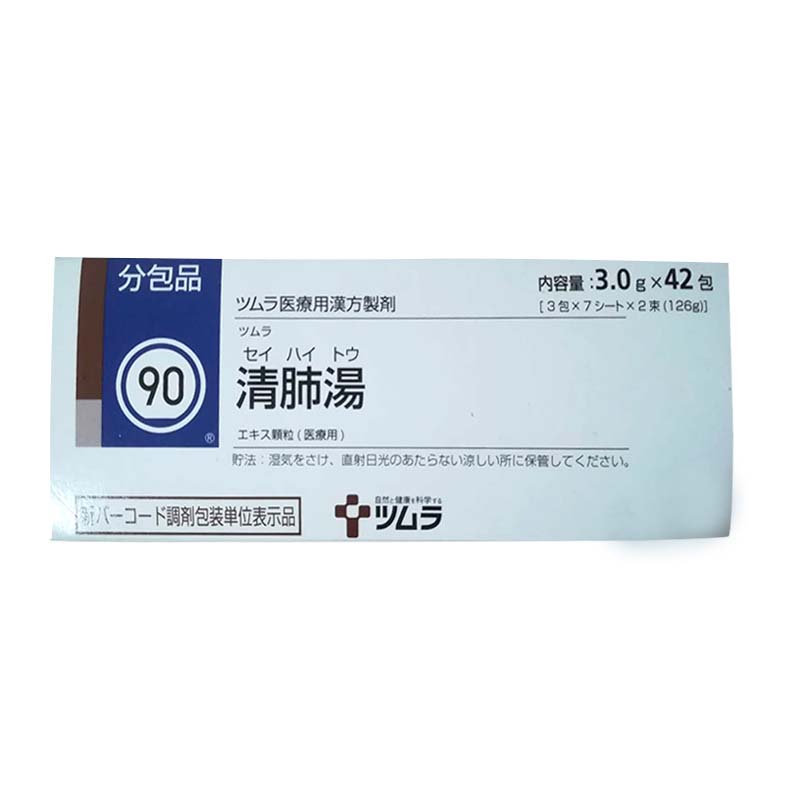 分包品
内容量：3.0g×42包
ツムラ医療用漢方製剤
[3包×7シート×2束(126g)]
ツムラ
セイ ハイ トウ
90
清肺湯
®
エキス顆粒(医療用)
貯法：湿気をさけ、直射日光のあたらない涼しい所に保管してください。
新バーコード調剤包装単位表示品
自然と健康を科学する
ツムラ